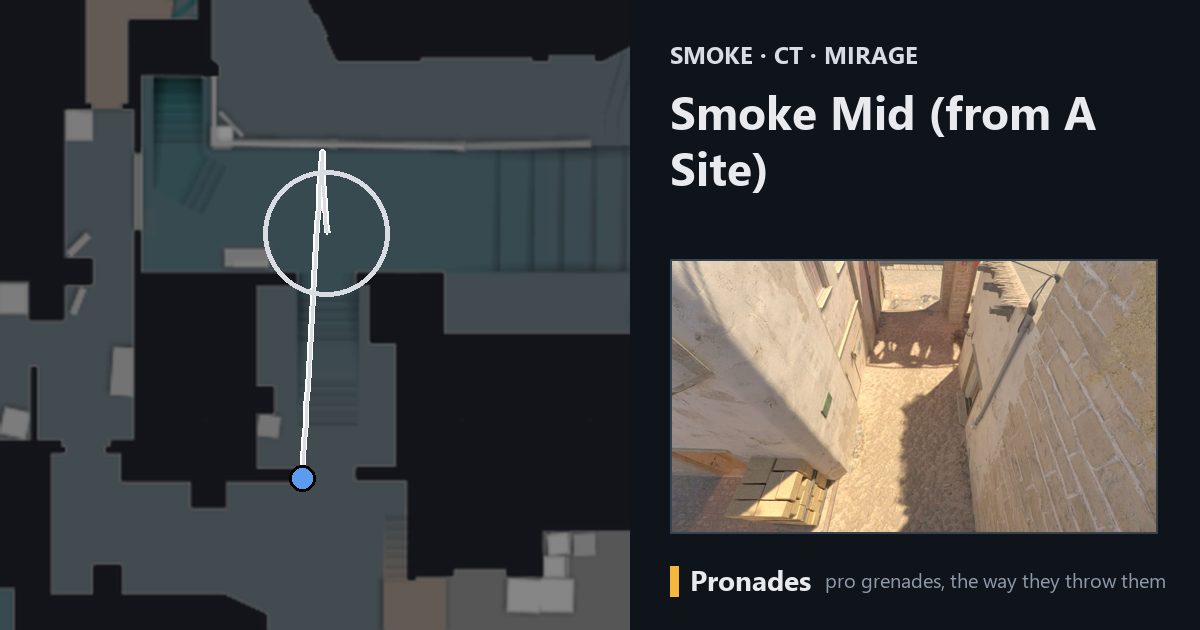 SMOKE · CT · MIRAGE
Smoke Mid (from A
Site)
Pronades pro grenades, the way they throw them